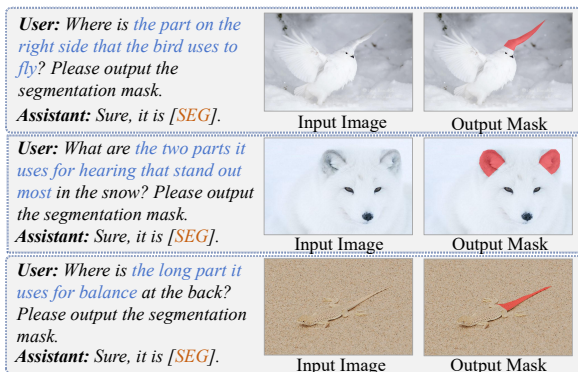 User: Where is the part on the
right side that the bird uses to
fly? Please output the
segmentation mask.
Assistant: Sure, it is [SEG].
Input Image
Output Mask
User: What are the two parts it
uses for hearing that stand out
most in the snow? Please output
the segmentation mask.
Assistant: Sure, it is [SEG].
Input Image
Output Mask
User: Where is the long part it
uses for balance at the back?
Please output the segmentation
mask.
Assistant: Sure, it is [SEG].
Input Image
Output Mask